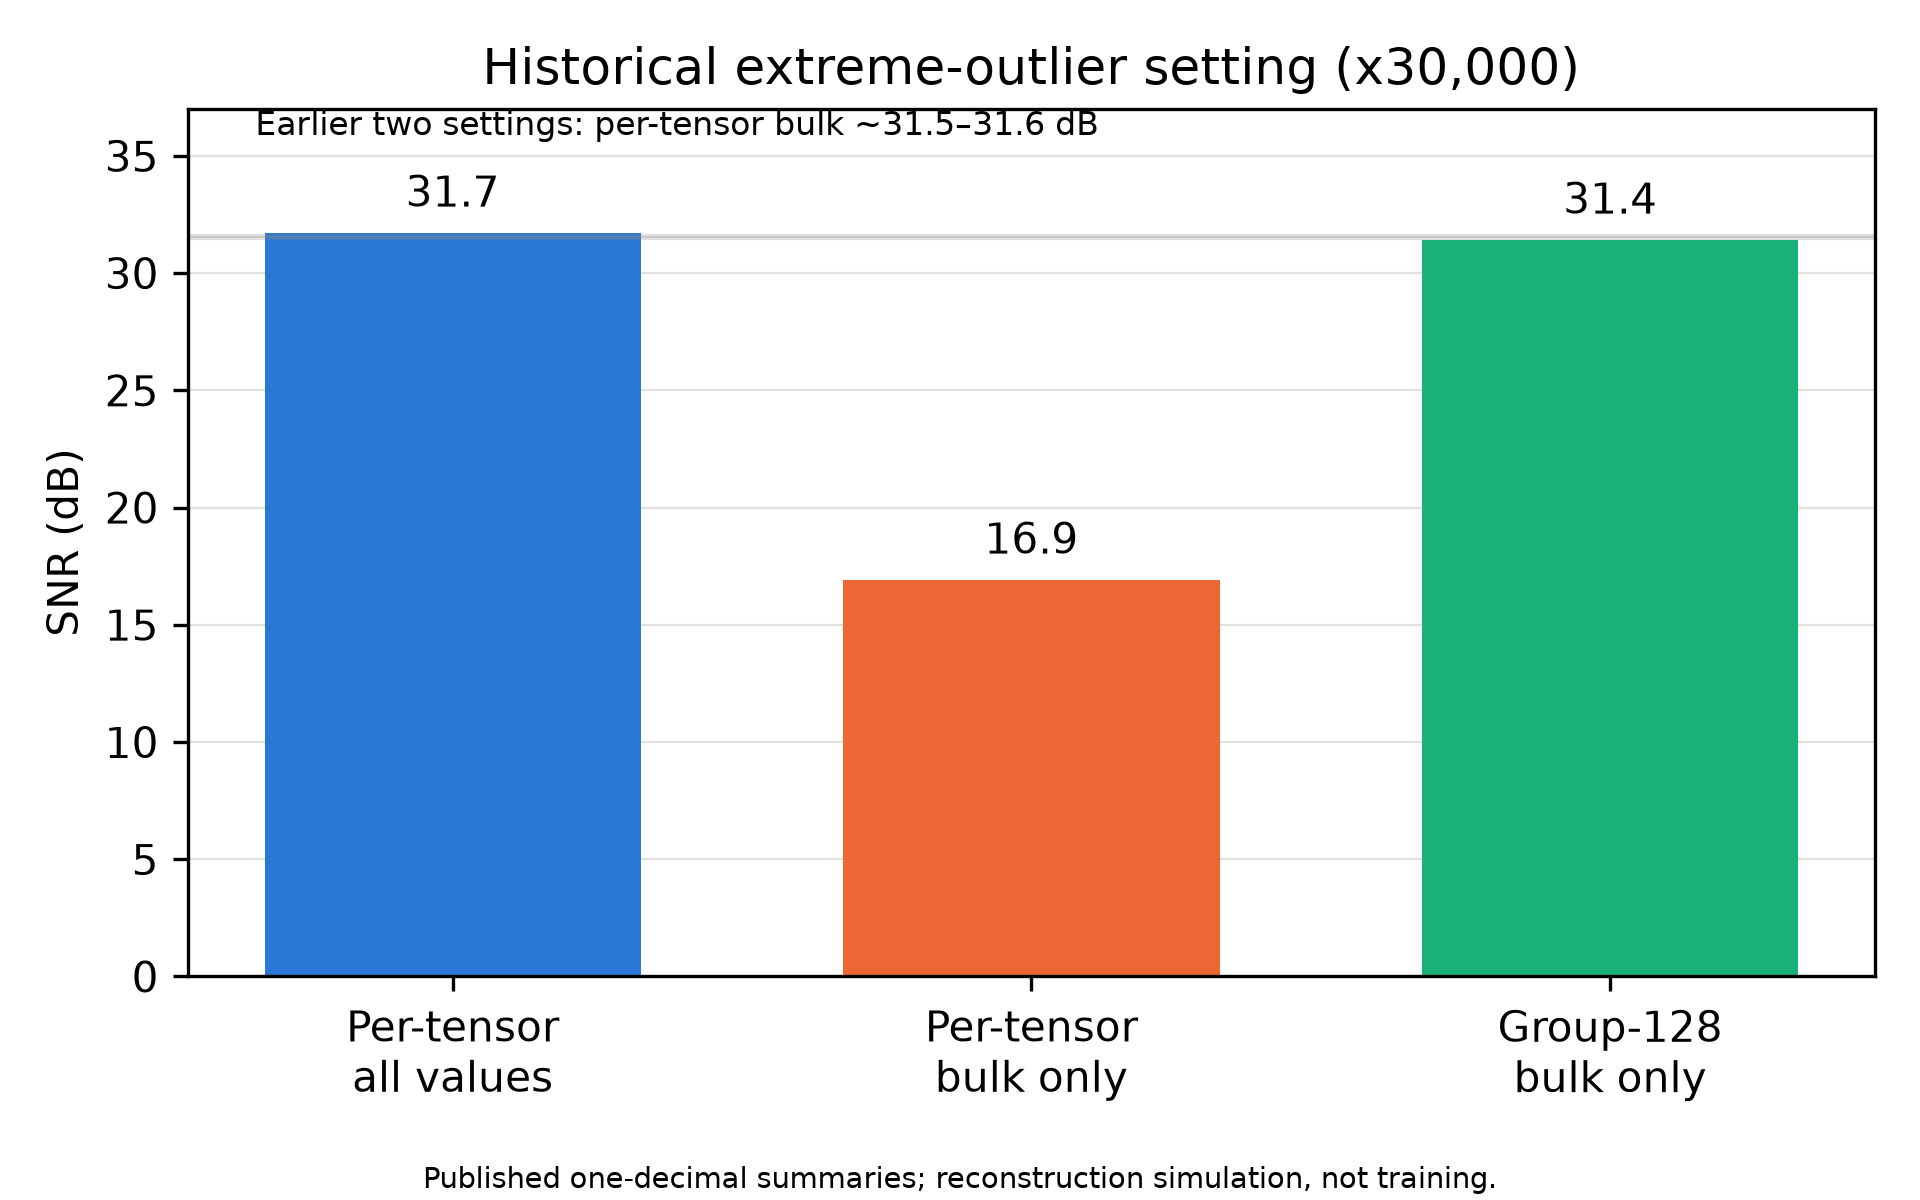 Historical extreme-outlier setting (x30,000)
Earlier two settings: per-tensor bulk ~31.5–31.6 dB
35
30
25
20
15
10
5
0
SNR (dB)
31.7
16.9
31.4
Per-tensor
all values
Per-tensor
bulk only
Group-128
bulk only
Published one-decimal summaries; reconstruction simulation, not training.